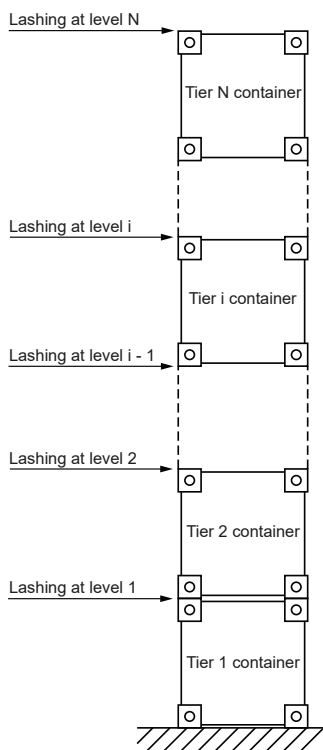 Lashing at level N
Tier N container
Lashing at level i
Tier i container
Lashing at level i - 1
Lashing at level 2
Tier 2 container
Lashing at level 1
Tier 1 container